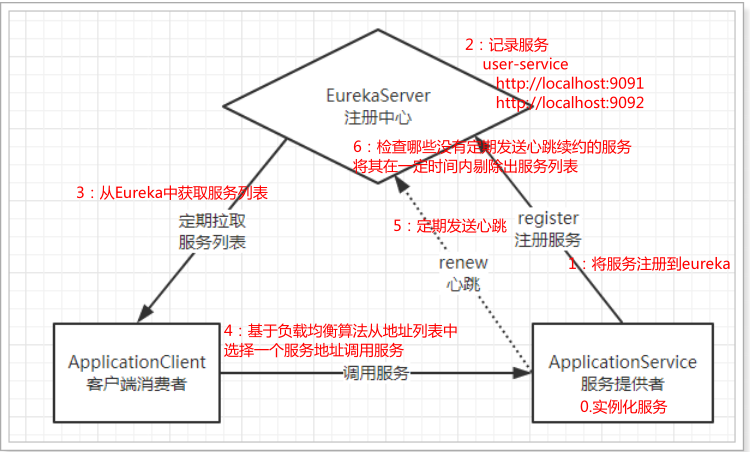 2：记录服务
user-service
http://localhost:9091
http://localhost:9092
EurekaServer
注册中心
6：检查哪些没有定期发送心跳续约的服务
将其在一定时间内剔除出服务列表
3：从Eureka中获取服务列表
定期拉取
服务列表
5：定期发送心跳
register
注册服务
renew
心跳
1：将服务注册到eureka
4：基于负载均衡算法从地址列表中
选择一个服务地址调用服务
ApplicationClient
客户端消费者
调用服务
ApplicationService
服务提供者
0.实例化服务